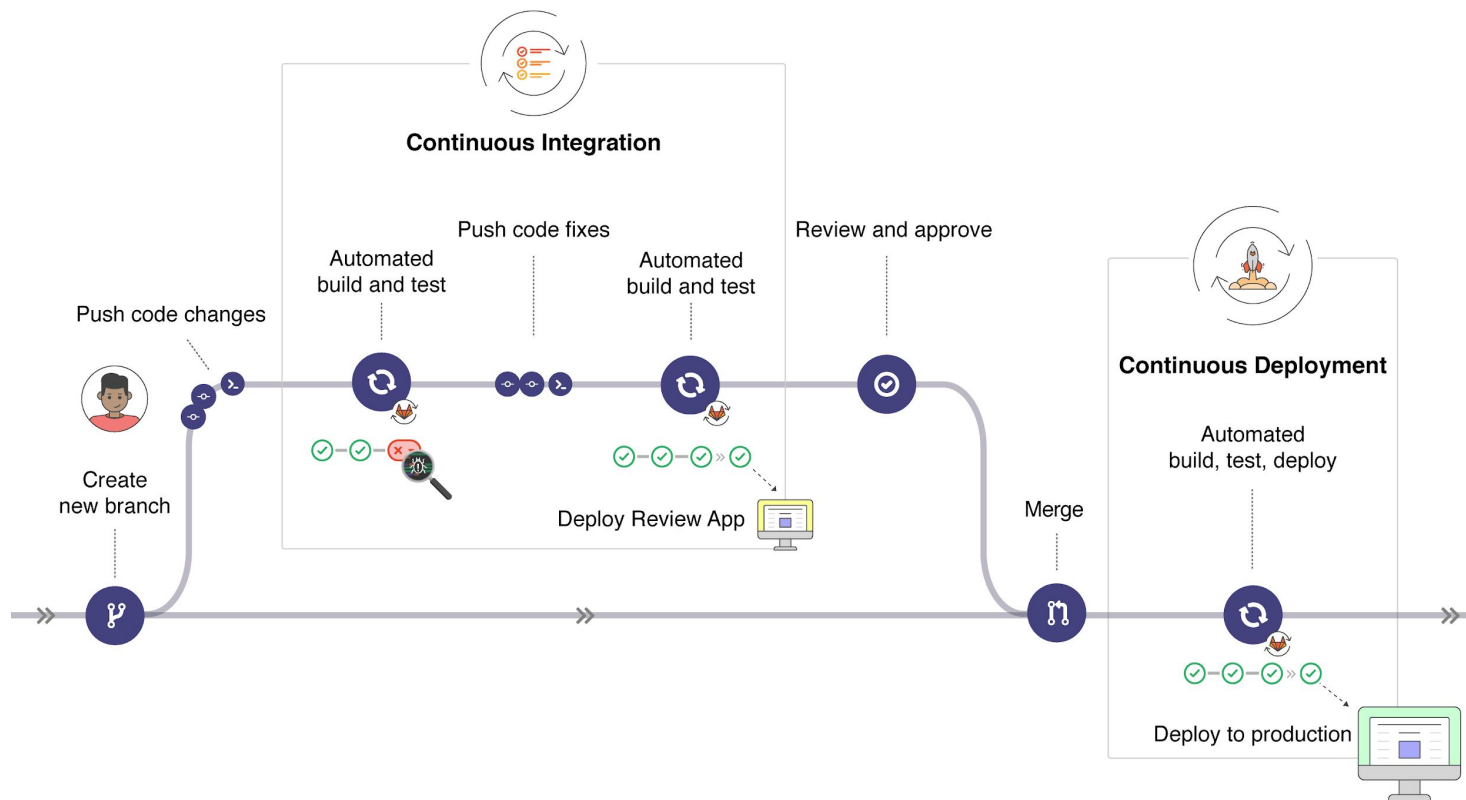 Continuous Integration
Push code fixes
Review and approve
Automated
build and test
Automated
build and test
Push code changes
Continuous Deployment
Automated
build, test, deploy
Create
new branch
Deploy Review App
Merge
Deploy to production